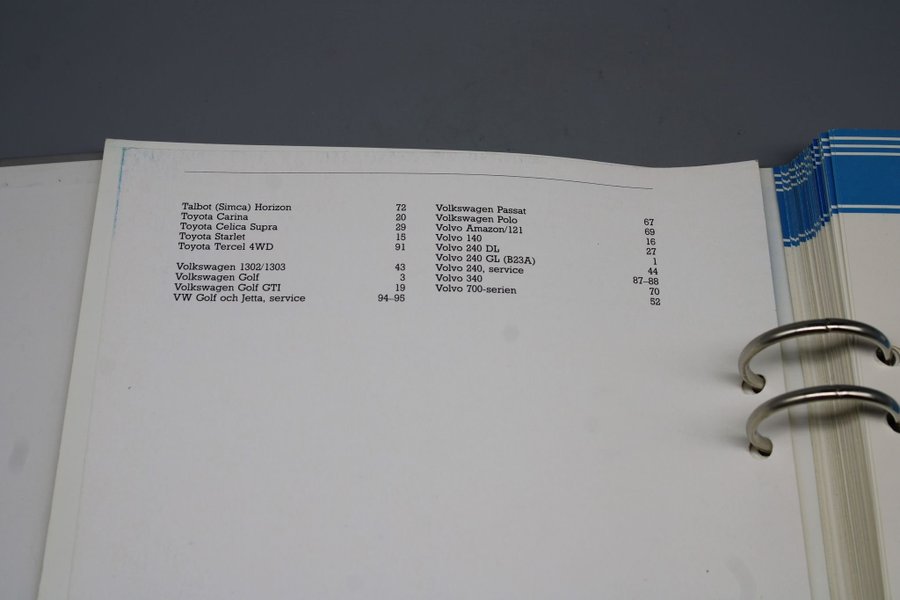 Talbot (Simca) Horizon 72
Toyota Carina 20
Toyota Celica Supra 29
Toyota Starlet 15
Toyota Tercel 4WD 91
Volkswagen 1302/1303 43
Volkswagen Golf 3
Volkswagen Golf GTI 19
VW Golf och Jetta, service 94–95
Volkswagen Passat 67
Volkswagen Polo 69
Volvo Amazon/121 16
Volvo 140 27
Volvo 240 DL 1
Volvo 240 GL (B23A) 44
Volvo 240, service 87–88
Volvo 340 70
Volvo 700-serien 52